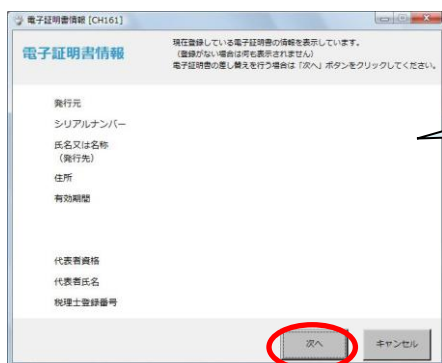 電子証明書情報 [CH161]
電子証明書情報
現在登録している電子証明書の情報を表示しています。
（登録がない場合は何も表示されません）
電子証明書の差し替えを行う場合は「次へ」ボタンをクリックしてください。
発行元
シリアルナンバー
氏名又は名称
（発行先）
住所
有効期間
代表者資格
代表者氏名
税理士登録番号
次へ
キャンセル